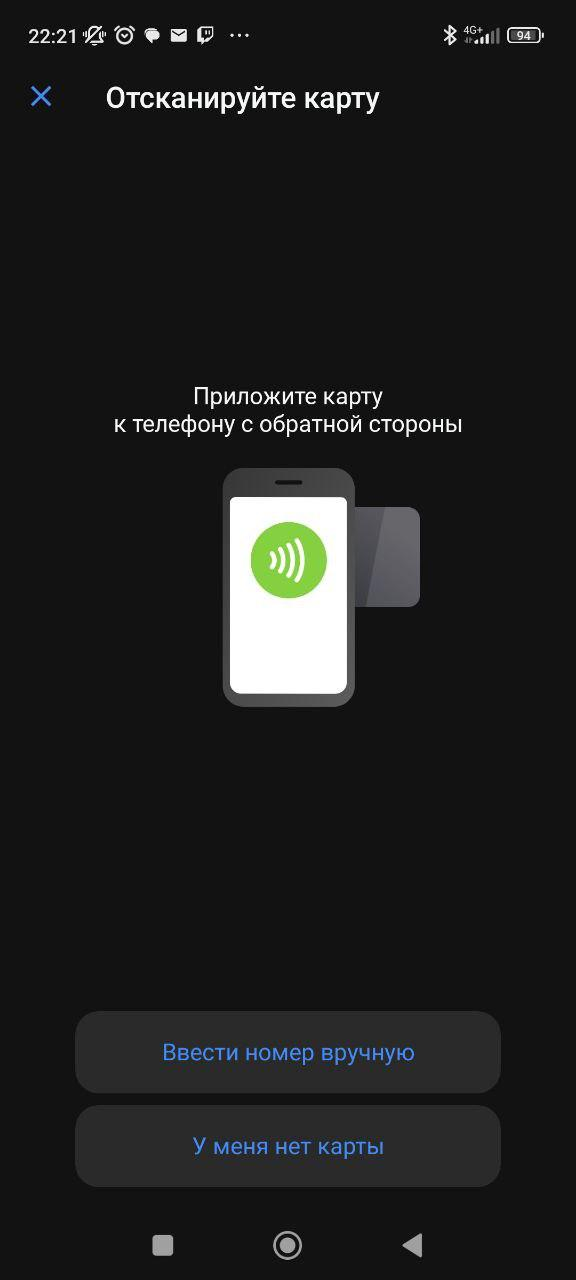 22:21 4G+ 94
Отсканируйте карту
Приложите карту
к телефону с обратной стороны
Ввести номер вручную
У меня нет карты